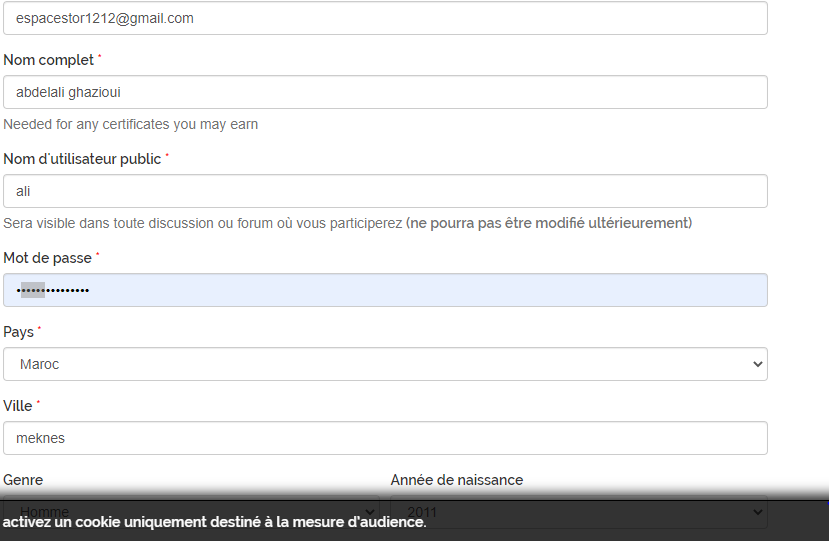 espacestor1212@gmail.com
Nom complet *
abdelali ghazioui
Needed for any certificates you may earn
Nom d'utilisateur public *
ali
Sera visible dans toute discussion ou forum où vous participerez (ne pourra pas être modifié ultérieurement)
Mot de passe *
•••••••••••••••
Pays *
Maroc
Ville *
meknes
Genre Année de naissance
Homme 2011
activez un cookie uniquement destiné à la mesure d'audience.